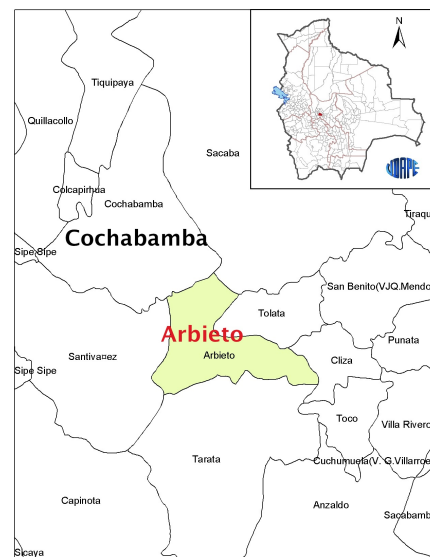 N
UDAPE
Tiquipaya
Quillacollo
Sacaba
Colcapirhua
Cochabamba
Cochabamba
Tiraqu
Sipe Sipe
San Benito(VJQ.Mendo
Tolata
Arbieto
Punata
Santiva¤ez
Arbieto
Cliza
Sipe Sipe
Toco
Villa Rivero
Tarata
Cuchumuela(V. G.Villarroe
Capinota
Anzaldo
Sacabamb
Sicaya